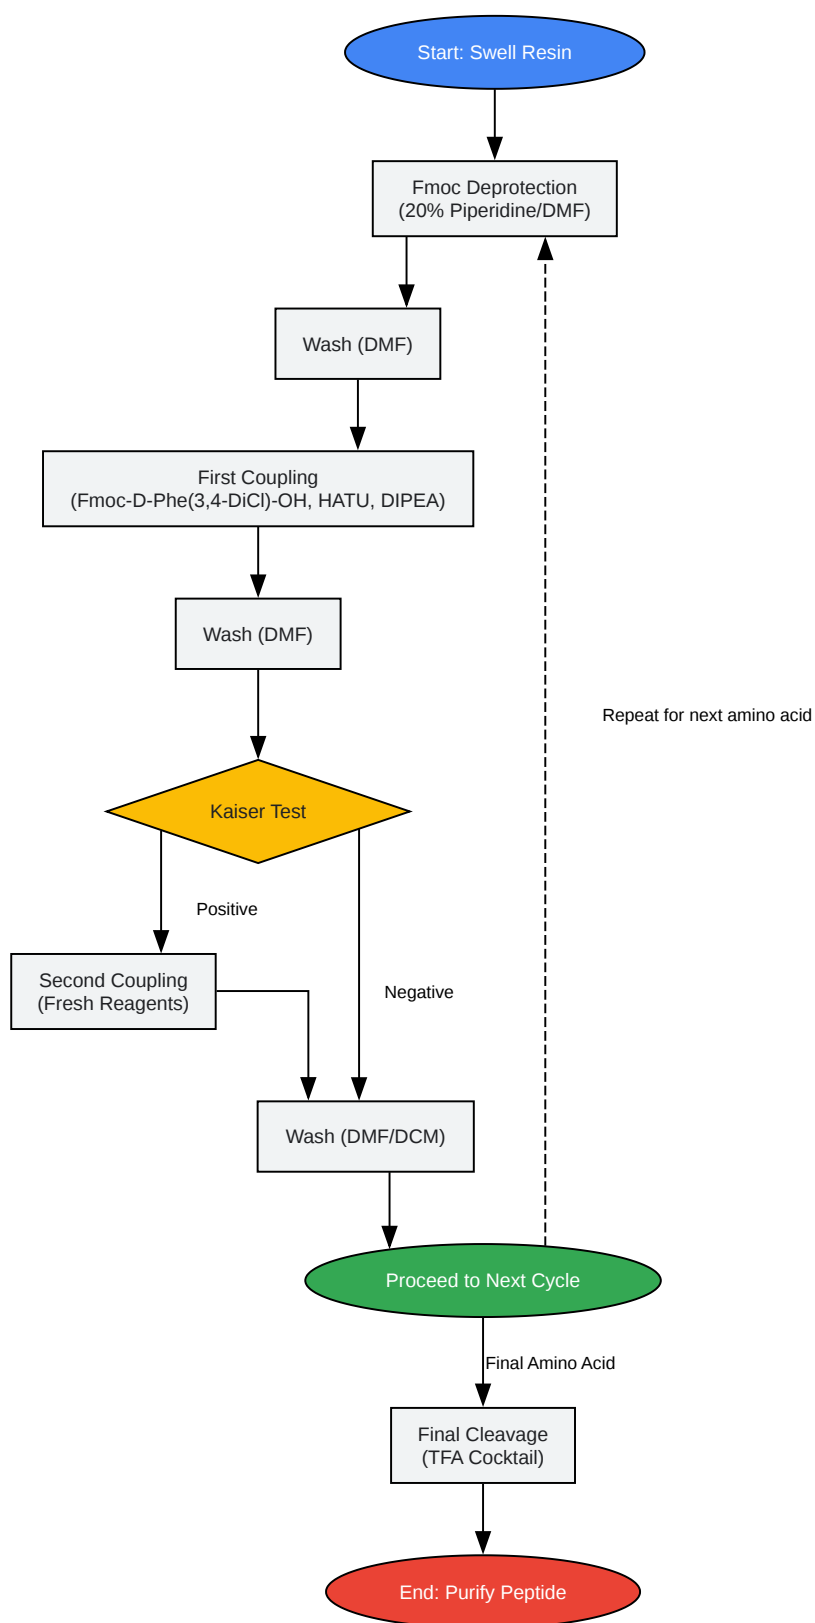 Start: Swell Resin
Fmoc Deprotection
(20% Piperidine/DMF)
Wash (DMF)
First Coupling
(Fmoc-D-Phe(3,4-DiCl)-OH, HATU, DIPEA)
Wash (DMF)
Repeat for next amino acid
Kaiser Test
Positive
Second Coupling
(Fresh Reagents)
Negative
Wash (DMF/DCM)
Proceed to Next Cycle
Final Amino Acid
Final Cleavage
(TFA Cocktail)
End: Purify Peptide